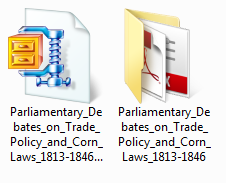 Parliamentary_De
bates_on_Trade_
Policy_and_Corn_
Laws_1813-1846...
Parliamentary_De
bates_on_Trade_
Policy_and_Corn_
Laws_1813-1846